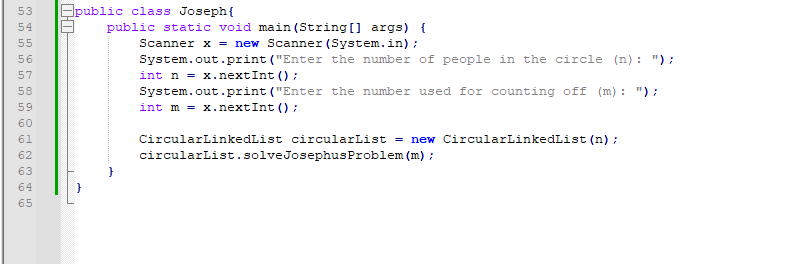 53 public class Joseph{
54 public static void main(String[] args) {
55 Scanner x = new Scanner(System.in);
56 System.out.print("Enter the number of people in the circle (n): ");
57 int n = x.nextInt();
58 System.out.print("Enter the number used for counting off (m): ");
59 int m = x.nextInt();
60
61 CircularLinkedList circularList = new CircularLinkedList(n);
62 circularList.solveJosephusProblem(m);
63 }
64 }
65